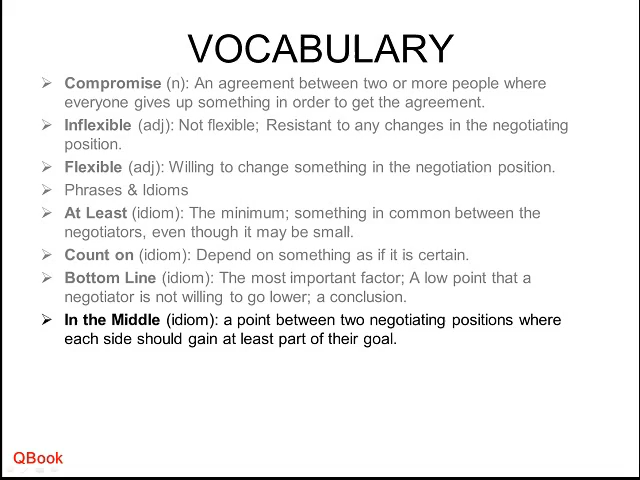 VOCABULARY
➢ Compromise (n): An agreement between two or more people where
everyone gives up something in order to get the agreement.
➢ Inflexible (adj): Not flexible; Resistant to any changes in the negotiating
position.
➢ Flexible (adj): Willing to change something in the negotiation position.
➢ Phrases & Idioms
➢ At Least (idiom): The minimum; something in common between the
negotiators, even though it may be small.
➢ Count on (idiom): Depend on something as if it is certain.
➢ Bottom Line (idiom): The most important factor; A low point that a
negotiator is not willing to go lower; a conclusion.
➢ In the Middle (idiom): a point between two negotiating positions where
each side should gain at least part of their goal.
QBook